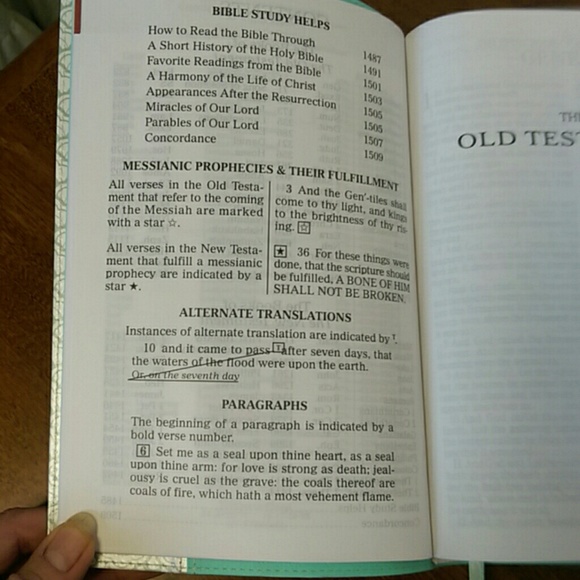 BIBLE STUDY HELPS
How to Read the Bible Through 1487
A Short History of the Holy Bible 1491
Favorite Readings from the Bible 1501
A Harmony of the Life of Christ 1503
Appearances After the Resurrection 1505
Miracles of Our Lord 1505
Parables of Our Lord 1507
Concordance 1509
MESSIANIC PROPHECIES & THEIR FULFILLMENT
All verses in the Old Testa-
ment that refer to the coming
of the Messiah are marked
with a star ☆.
3 And the Gen'-tiles shall
come to thy light, and kings
to the brightness of thy ris-
ing. ☆
All verses in the New Testa-
ment that fulfill a messianic
prophecy are indicated by a
star ★.
★ 36 For these things were
done, that the scripture should
be fulfilled, A BONE OF HIM
SHALL NOT BE BROKEN.
ALTERNATE TRANSLATIONS
Instances of alternate translation are indicated by T.
10 and it came to pass T after seven days, that
the waters of the flood were upon the earth.
Or, on the seventh day
PARAGRAPHS
The beginning of a paragraph is indicated by a
bold verse number.
6 Set me as a seal upon thine heart, as a seal
upon thine arm: for love is strong as death; jeal-
ousy is cruel as the grave: the coals thereof are
coals of fire, which hath a most vehement flame.
TH
OLD TEST